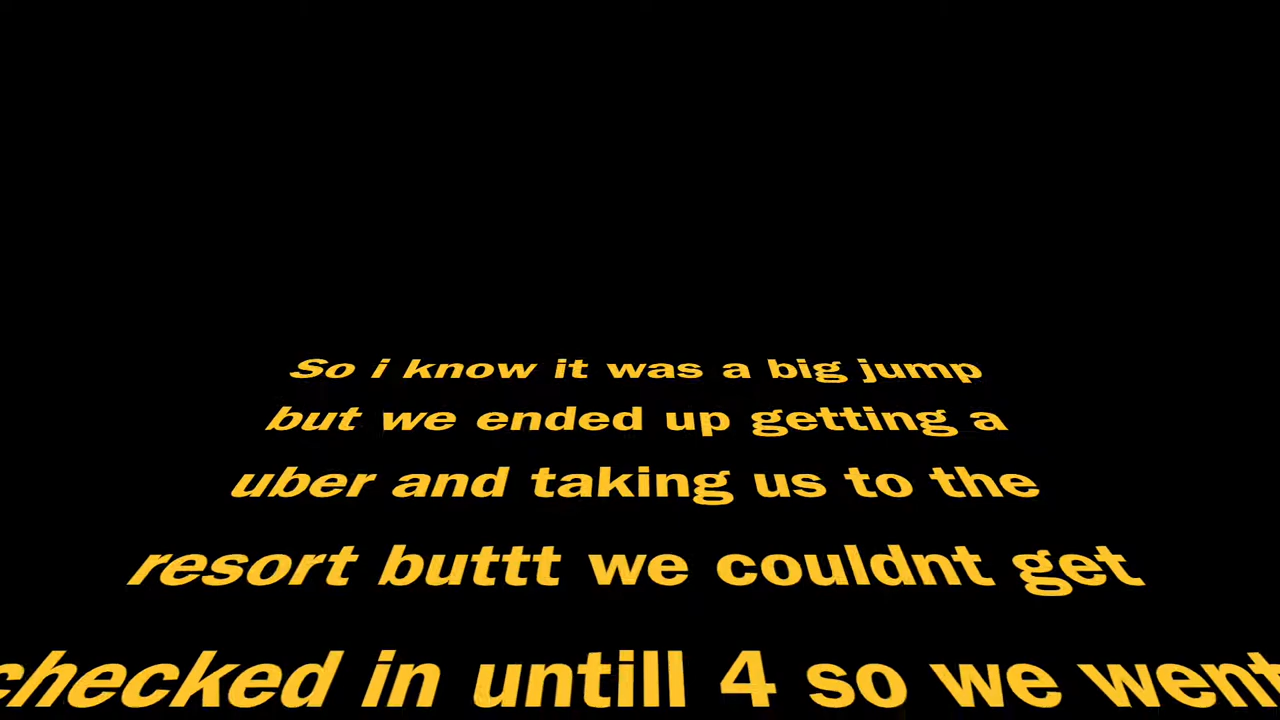 So i know it was a big jump
but we ended up getting a
uber and taking us to the
resort buttt we couldnt get
checked in untill 4 so we went